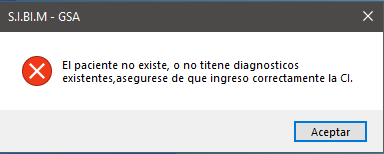 S.I.BI.M - GSA
El paciente no existe, o no titene diagnosticos
existentes,asegurese de que ingreso correctamente la CI.
Aceptar